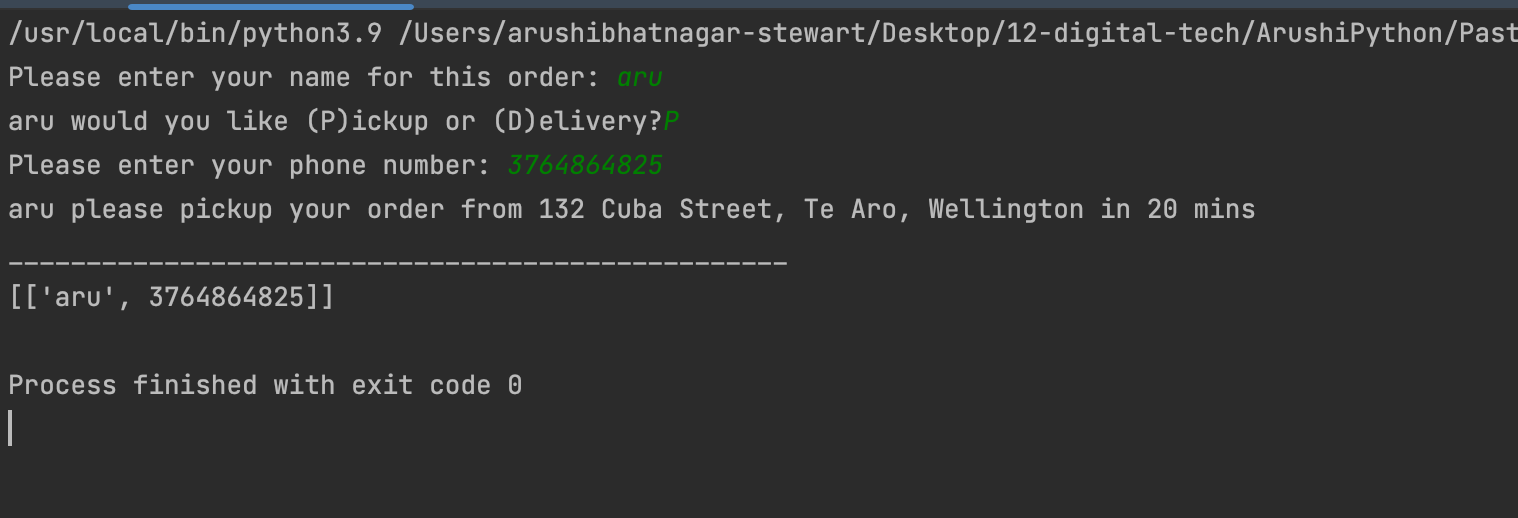 /usr/local/bin/python3.9 /Users/arushibhatnagar-stewart/Desktop/12-digital-tech/ArushiPython/Past
Please enter your name for this order: aru
aru would you like (P)ickup or (D)elivery?P
Please enter your phone number: 3764864825
aru please pickup your order from 132 Cuba Street, Te Aro, Wellington in 20 mins
__________________________________________________
[['aru', 3764864825]]
Process finished with exit code 0